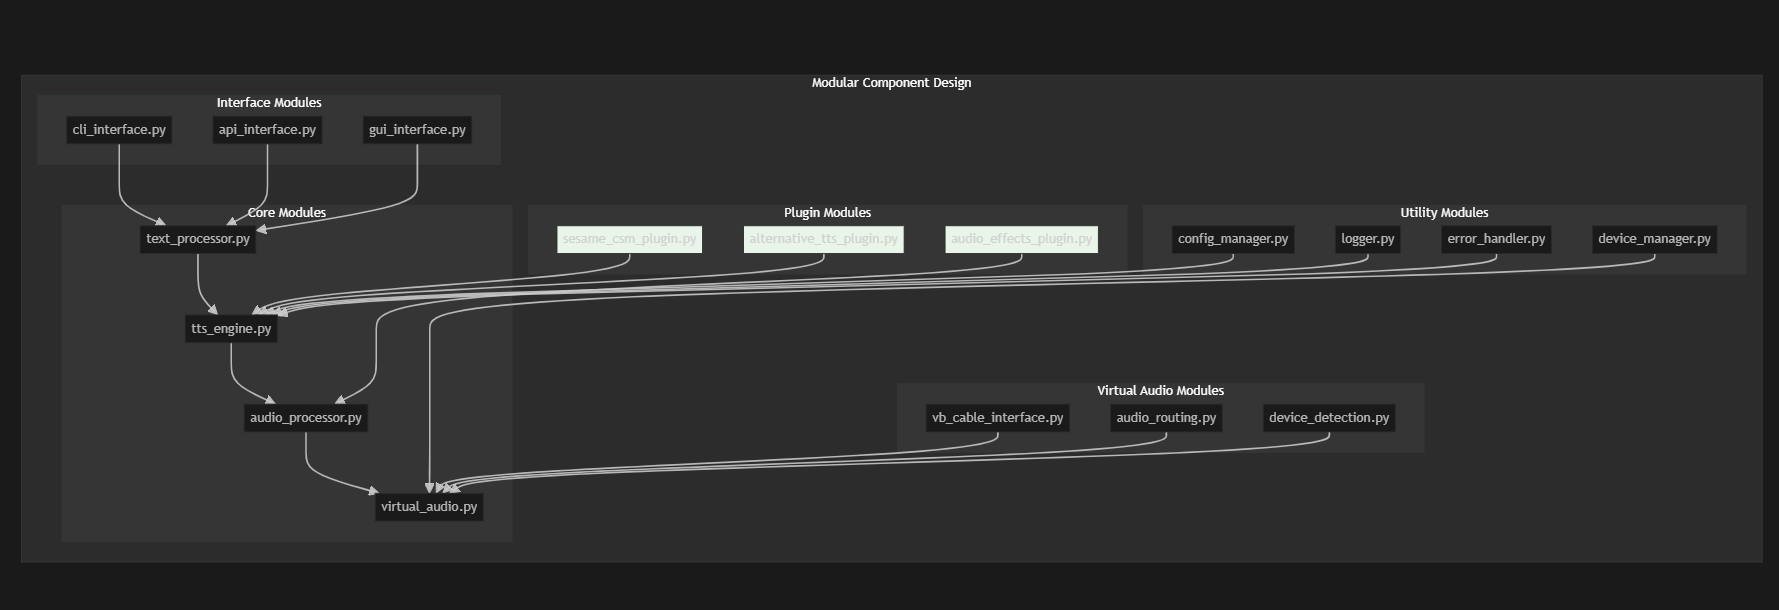 Modular Component Design
Interface Modules
cli_interface.py
api_interface.py
gui_interface.py
Core Modules
text_processor.py
tts_engine.py
audio_processor.py
virtual_audio.py
Plugin Modules
sesame_csm_plugin.py
alternative_tts_plugin.py
audio_effects_plugin.py
Utility Modules
config_manager.py
logger.py
error_handler.py
device_manager.py
Virtual Audio Modules
vb_cable_interface.py
audio_routing.py
device_detection.py